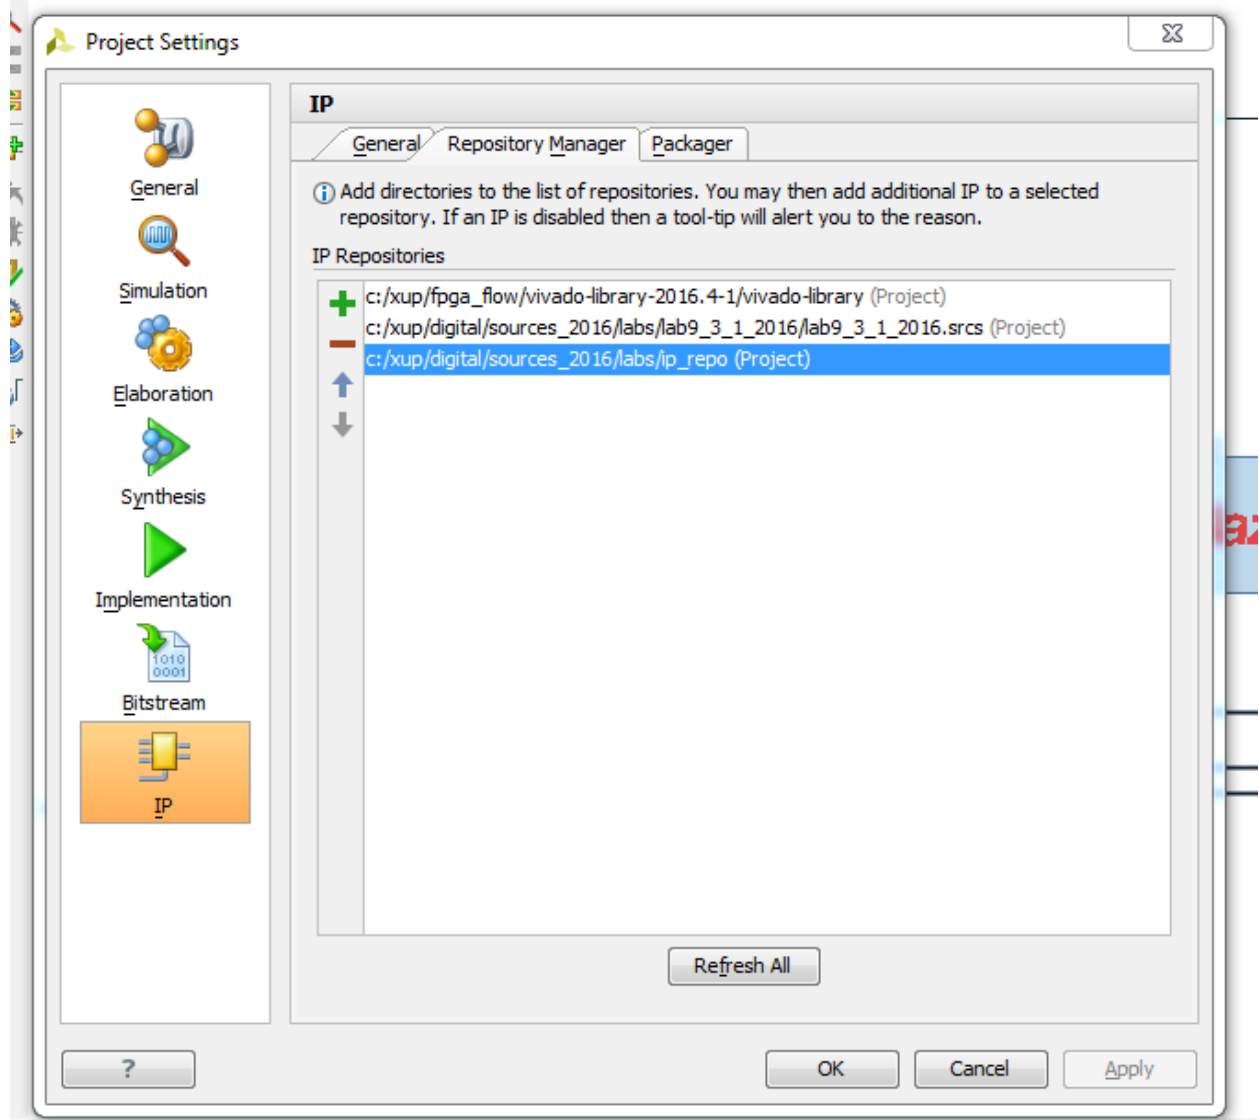 Project Settings
General
Simulation
Elaboration
Synthesis
Implementation
1010
0001
Bitstream
IP
IP
General Repository Manager Packager
Add directories to the list of repositories. You may then add additional IP to a selected
repository. If an IP is disabled then a tool-tip will alert you to the reason.
IP Repositories
c:/xup/fpga_flow/vivado-library-2016.4-1/vivado-library (Project)
c:/xup/digital/sources_2016/labs/lab9_3_1_2016/lab9_3_1_2016.srcs (Project)
c:/xup/digital/sources_2016/labs/ip_repo (Project)
Refresh All
? OK Cancel Apply